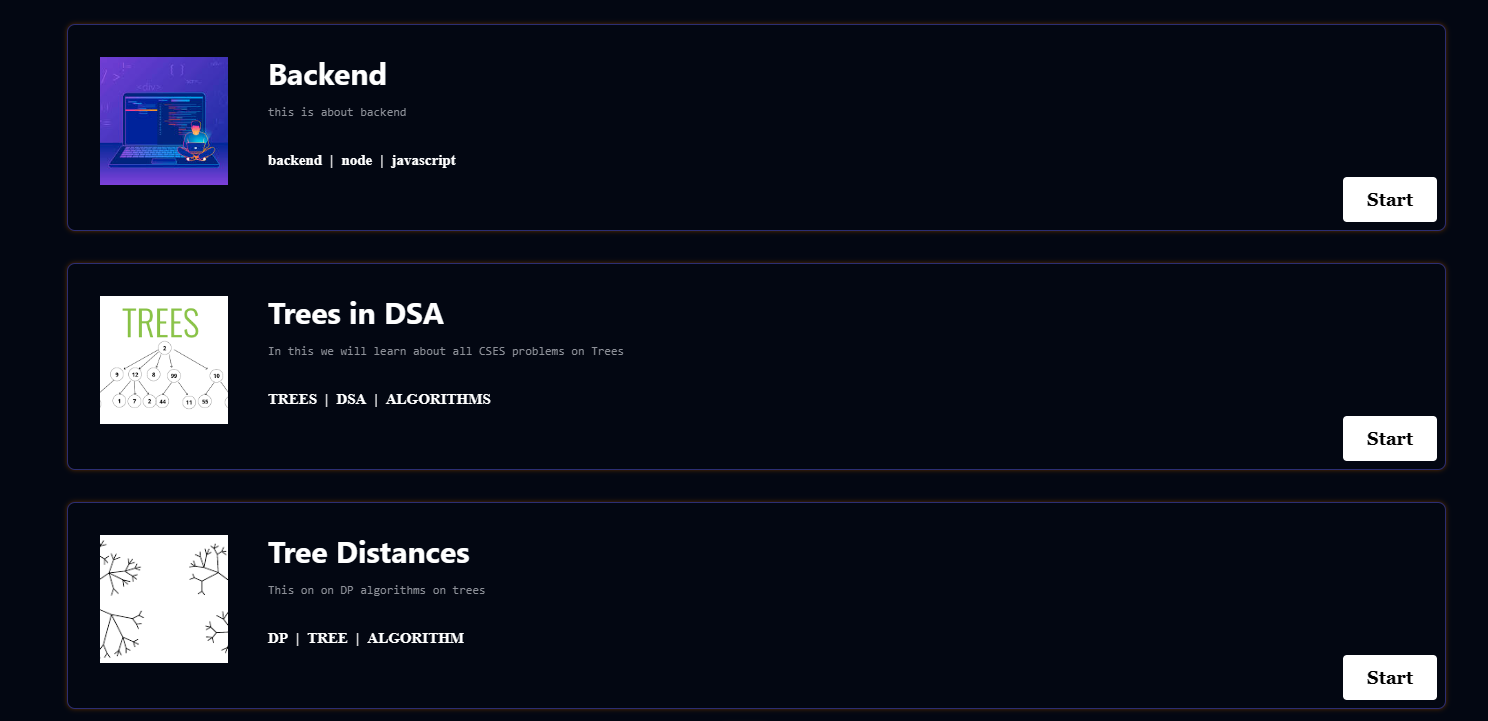 Backend
this is about backend
backend | node | javascript
Start
TREES
2
9 12 8 99 10
1 7 2 44 11 55
Trees in DSA
In this we will learn about all CSES problems on Trees
TREES | DSA | ALGORITHMS
Start
Tree Distances
This on on DP algorithms on trees
DP | TREE | ALGORITHM
Start